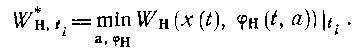 W*_{H, t_i} = min_{a, φ_H} W_H (x (t), φ_H (t, a))|_{t_i}.